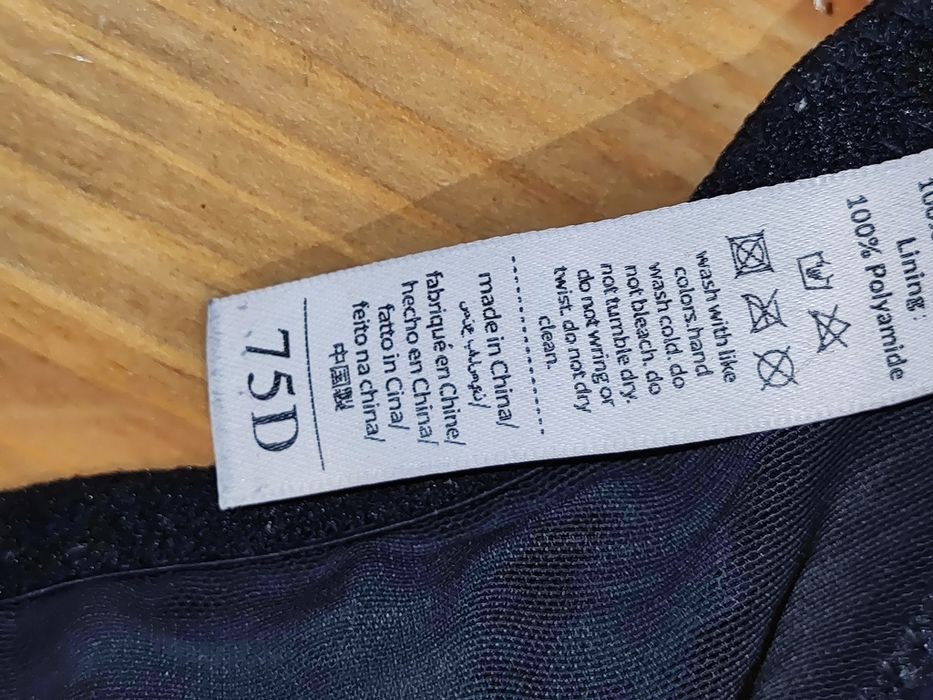 Lining:
100% Polyamide
wash with like
colors.hand
wash cold. do
not bleach. do
not tumble dry.
do not wring or
twist. do not dry
clean.
made in China/
fabriqué en Chine/
hecho en China/
fatto in Cina/
feito na china/
中国製
75D